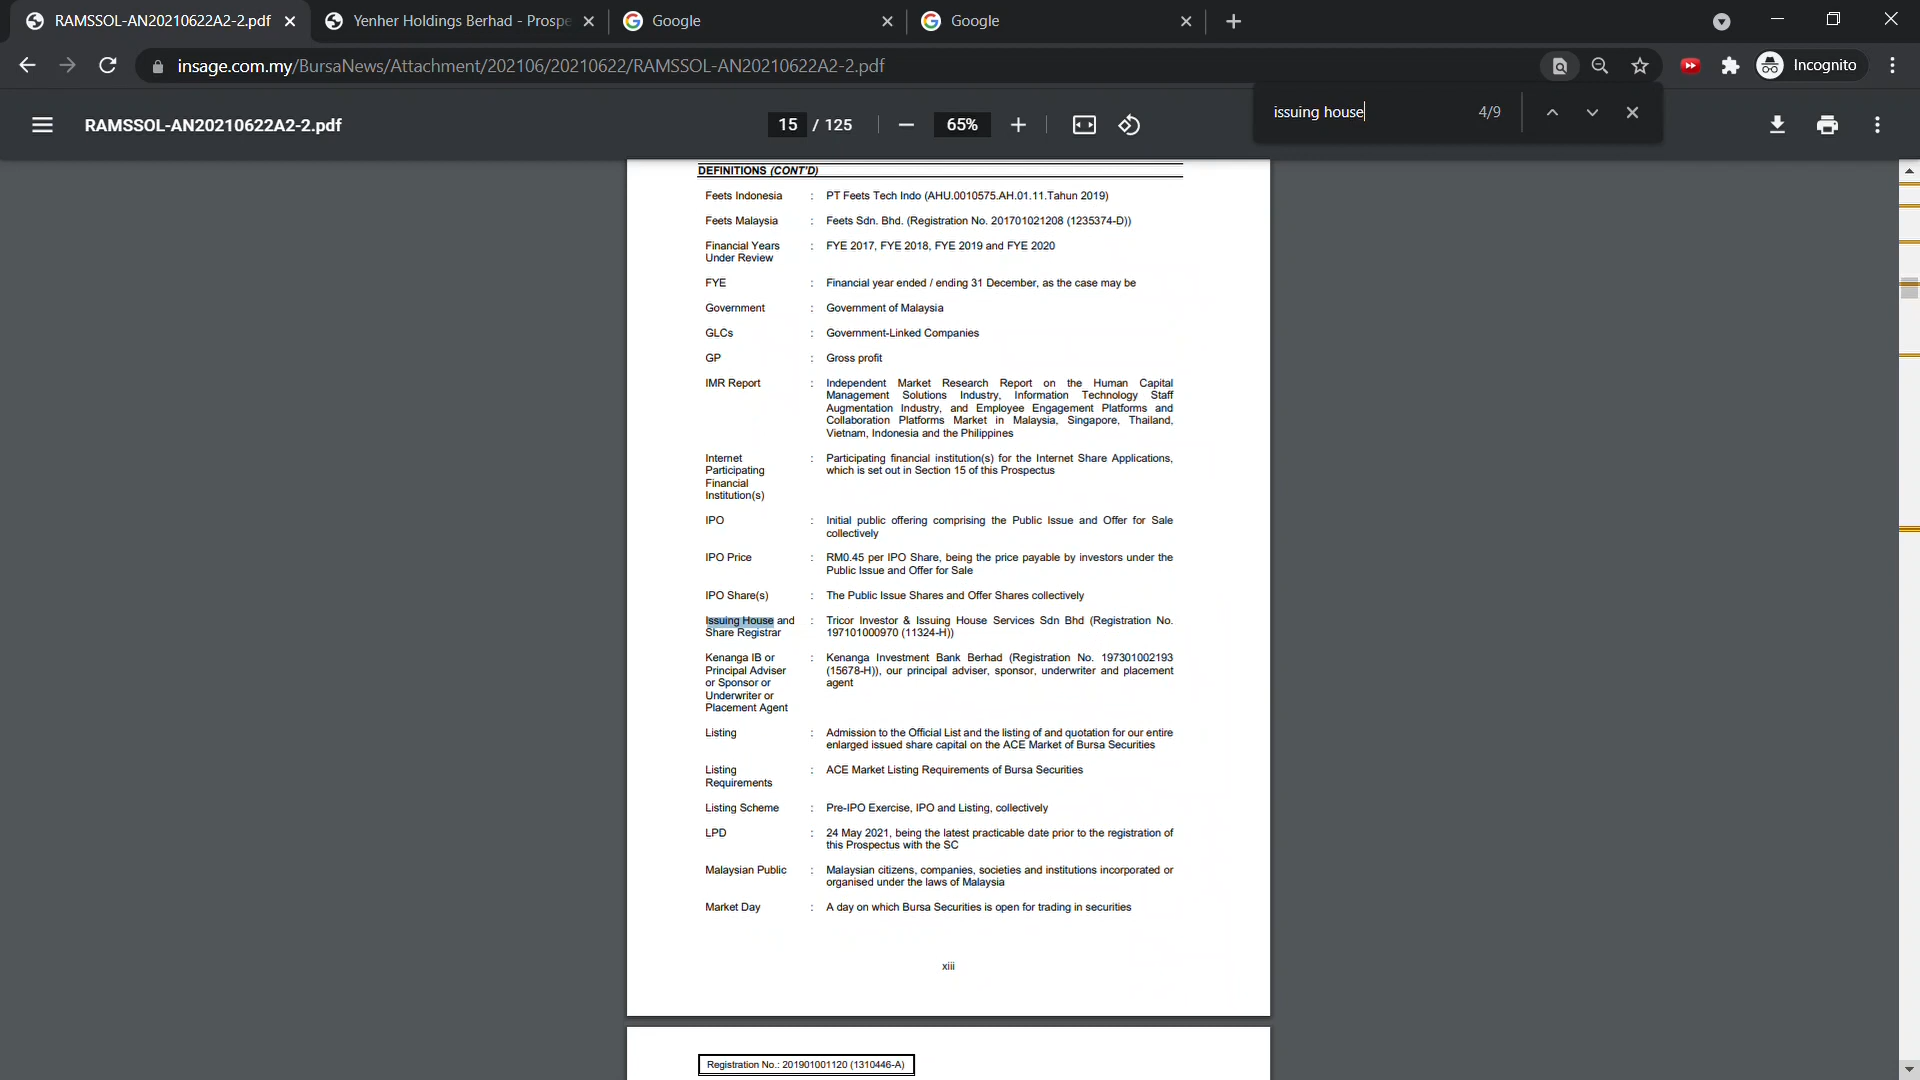 RAMSSOL-AN20210622A2-2.pdf
Yenher Holdings Berhad - Prospe
Google
Google
insage.com.my/BursaNews/Attachment/202106/20210622/RAMSSOL-AN20210622A2-2.pdf
Incognito
issuing house 4/9
RAMSSOL-AN20210622A2-2.pdf
15 / 125
65%
DEFINITIONS (CONT'D)
Feets Indonesia : PT Feets Tech Indo (AHU.0010575.AH.01.11.Tahun 2019)
Feets Malaysia : Feets Sdn. Bhd. (Registration No. 201701021208 (1235374-D))
Financial Years : FYE 2017, FYE 2018, FYE 2019 and FYE 2020
Under Review
FYE : Financial year ended / ending 31 December, as the case may be
Government : Government of Malaysia
GLCs : Government-Linked Companies
GP : Gross profit
IMR Report : Independent Market Research Report on the Human Capital
Management Solutions Industry, Information Technology Staff
Augmentation Industry, and Employee Engagement Platforms and
Collaboration Platforms Market in Malaysia, Singapore, Thailand,
Vietnam, Indonesia and the Philippines
Internet : Participating financial institution(s) for the Internet Share Applications,
Participating which is set out in Section 15 of this Prospectus
Financial
Institution(s)
IPO : Initial public offering comprising the Public Issue and Offer for Sale
collectively
IPO Price : RM0.45 per IPO Share, being the price payable by investors under the
Public Issue and Offer for Sale
IPO Share(s) : The Public Issue Shares and Offer Shares collectively
Issuing House and : Tricor Investor & Issuing House Services Sdn Bhd (Registration No.
Share Registrar 197101000970 (11324-H))
Kenanga IB or : Kenanga Investment Bank Berhad (Registration No. 197301002193
Principal Adviser (15678-H)), our principal adviser, sponsor, underwriter and placement
or Sponsor or agent
Underwriter or
Placement Agent
Listing : Admission to the Official List and the listing of and quotation for our entire
enlarged issued share capital on the ACE Market of Bursa Securities
Listing : ACE Market Listing Requirements of Bursa Securities
Requirements
Listing Scheme : Pre-IPO Exercise, IPO and Listing, collectively
LPD : 24 May 2021, being the latest practicable date prior to the registration of
this Prospectus with the SC
Malaysian Public : Malaysian citizens, companies, societies and institutions incorporated or
organised under the laws of Malaysia
Market Day : A day on which Bursa Securities is open for trading in securities
xiii
Registration No.: 201901001120 (1310446-A)